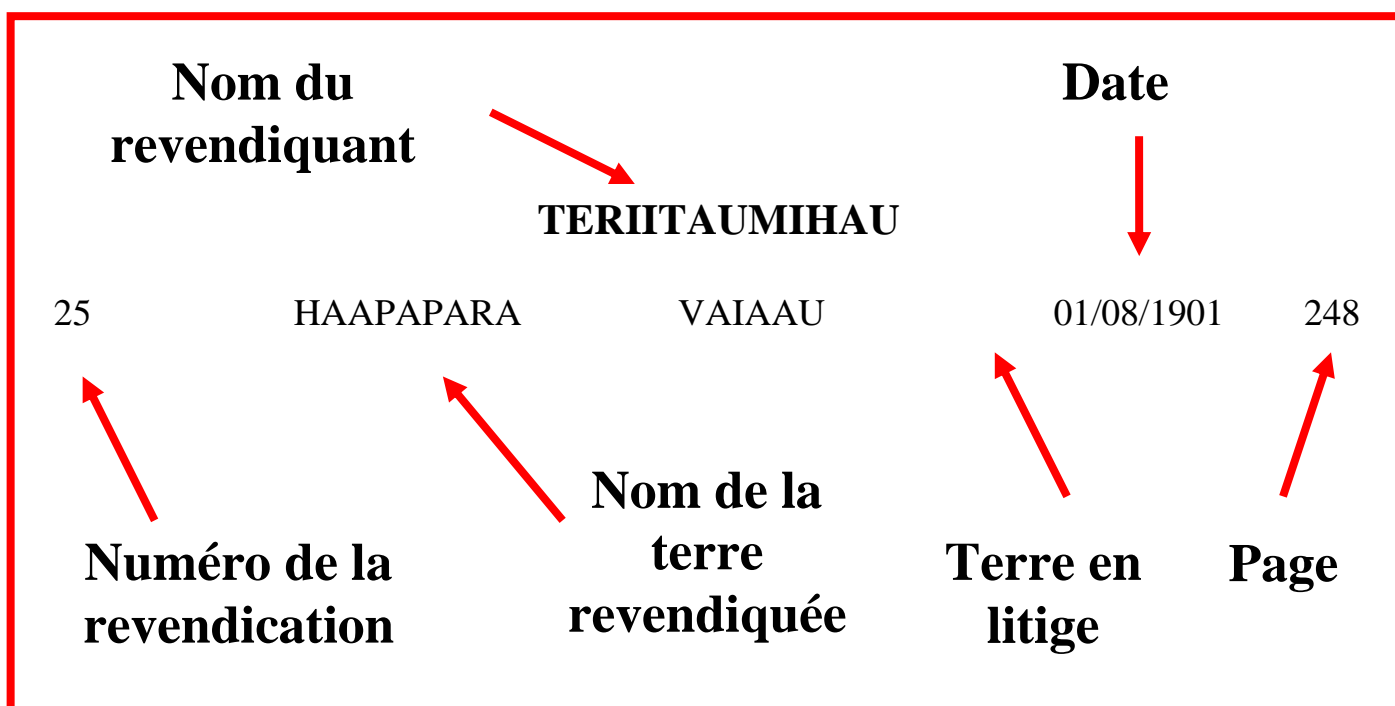 Nom du
revendiquant
Date
TERIITAUMIHAU
25 HAAPAPARA VAIAAU 01/08/1901 248
Numéro de la
revendication
Nom de la
terre
revendiquée
Terre en
litige
Page